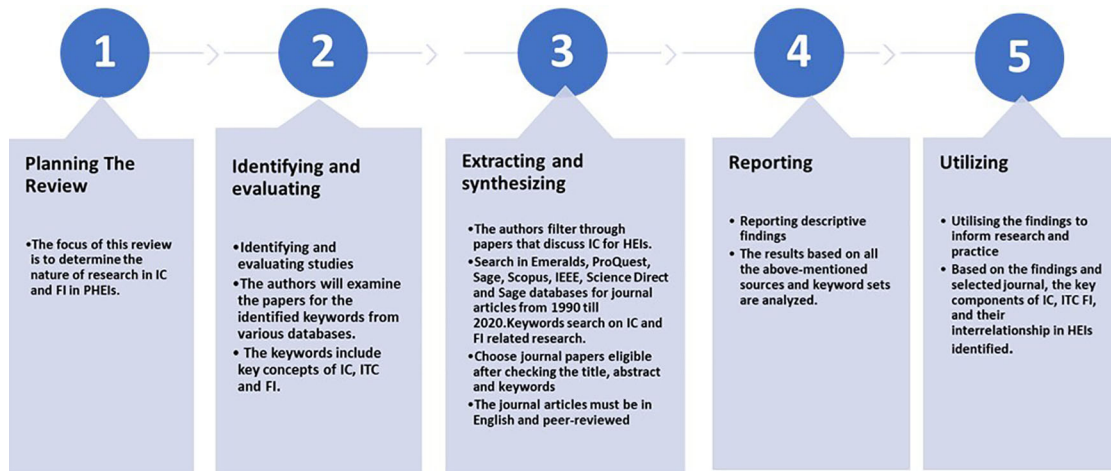 1
Planning The
Review
•The focus of this review
is to determine the
nature of research in IC
and FI in PHEIs.
2
Identifying and
evaluating
•Identifying and
evaluating studies
•The authors will examine
the papers for the
identified keywords from
various databases.
• The keywords include
key concepts of IC, ITC
and FI.
3
Extracting and
synthesizing
•The authors filter through
papers that discuss IC for HEIs.
•Search in Emeralds, ProQuest,
Sage, Scopus, IEEE, Science Direct
and Sage databases for journal
articles from 1990 till
2020.Keywords search on IC and
FI related research.
•Choose journal papers eligible
after checking the title, abstract
and keywords
•The journal articles must be in
English and peer-reviewed
4
Reporting
• Reporting descriptive
findings
• The results based on all
the above-mentioned
sources and keyword sets
are analyzed.
5
Utilizing
• Utilising the findings to
inform research and
practice
• Based on the findings and
selected journal, the key
components of IC, ITC FI,
and their
interrelationship in HEIs
identified.